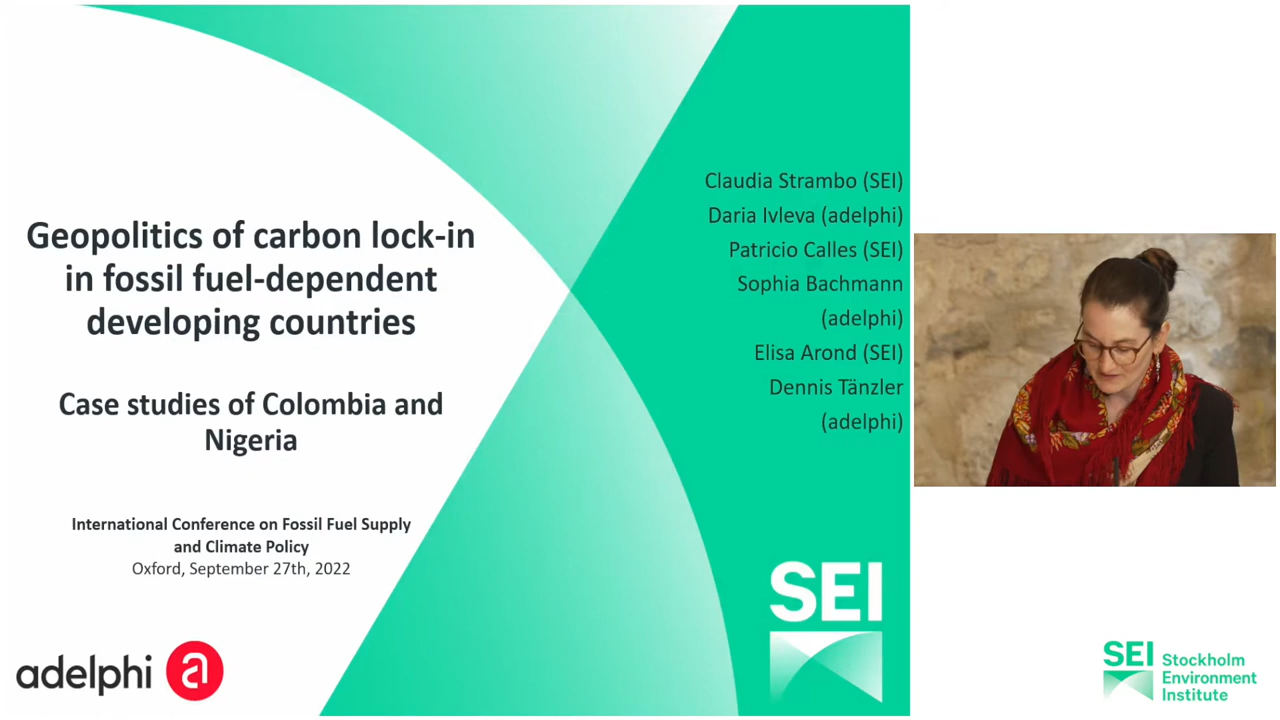 Geopolitics of carbon lock-in
in fossil fuel-dependent
developing countries
Case studies of Colombia and
Nigeria
International Conference on Fossil Fuel Supply
and Climate Policy
Oxford, September 27th, 2022
adelphi a
Claudia Strambo (SEI)
Daria Ivleva (adelphi)
Patricio Calles (SEI)
Sophia Bachmann
(adelphi)
Elisa Arond (SEI)
Dennis Tänzler
(adelphi)
SEI
SEI Stockholm
Environment
Institute